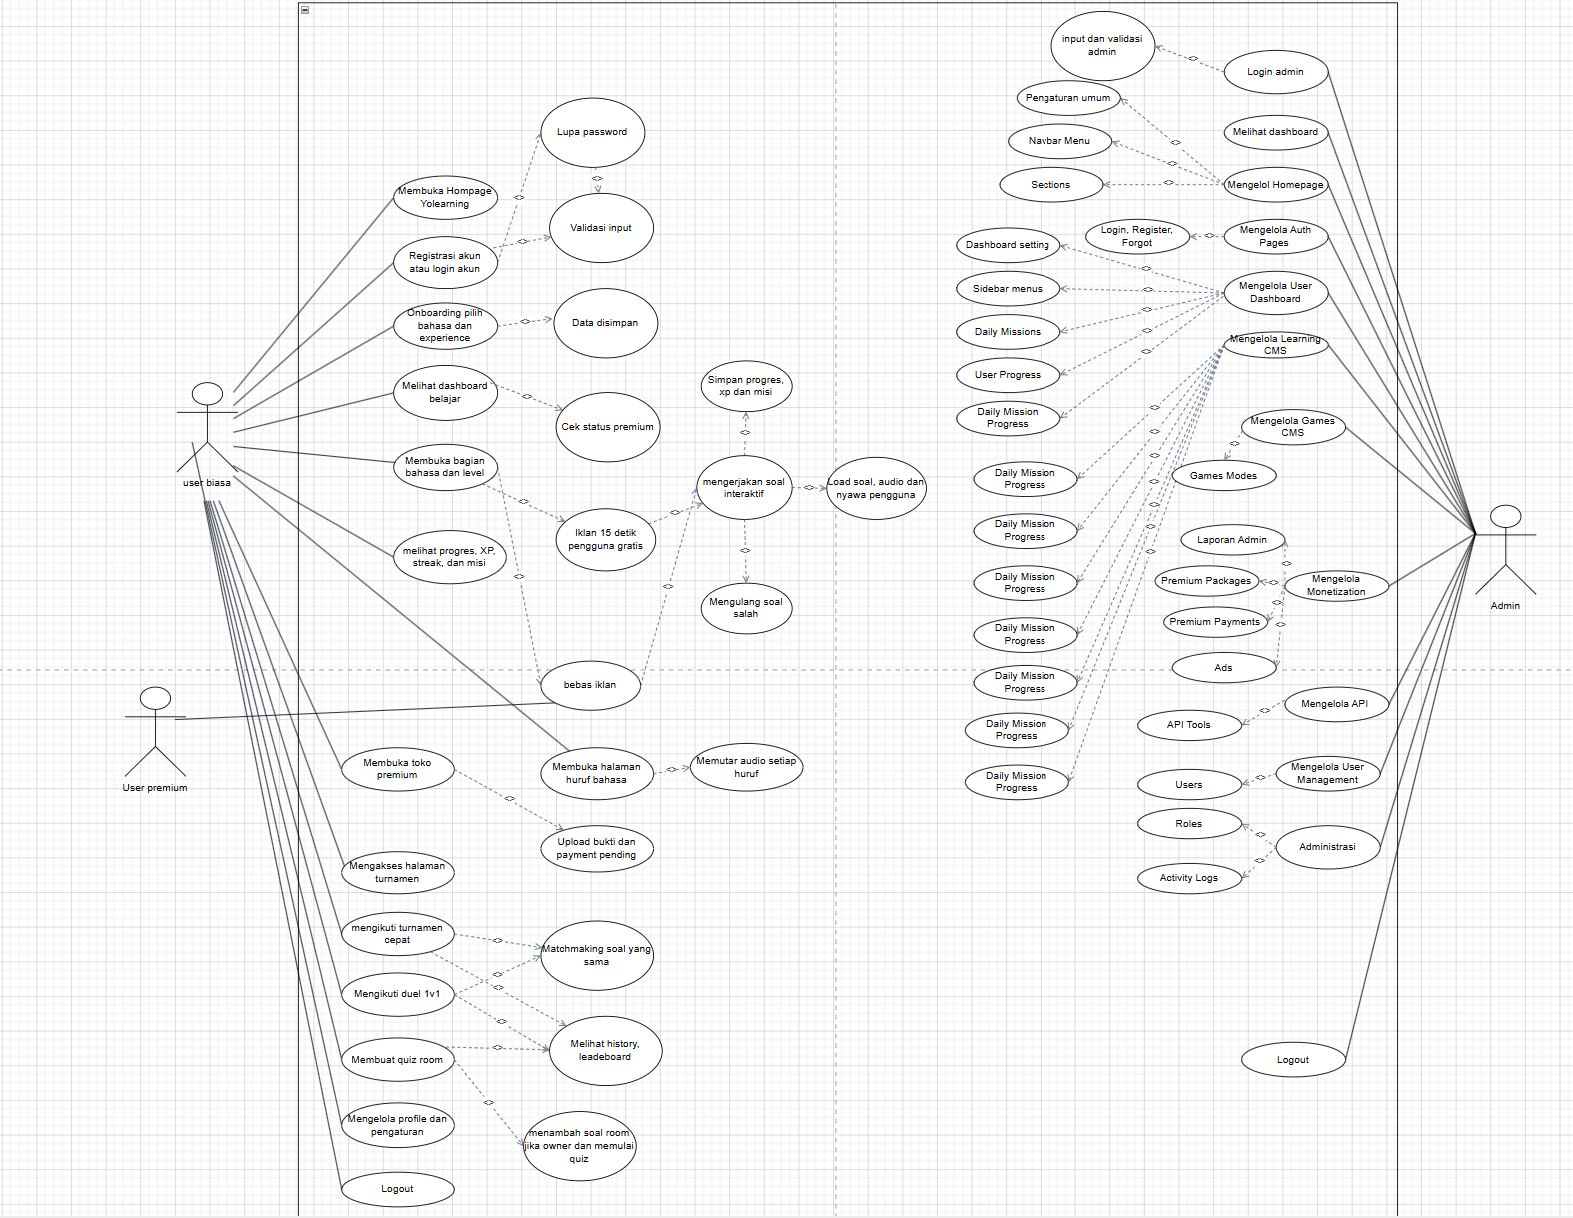 input dan validasi
admin
Login admin
Pengaturan umum
Navbar Menu
Melihat dashboard
Sections
Mengelol Homepage
Login, Register,
Forgot
Mengelola Auth
Pages
Dashboard setting
Sidebar menus
Mengelola User
Dashboard
Daily Missions
Mengelola Learning
CMS
User Progress
Daily Mission
Progress
Mengelola Games
CMS
Games Modes
Daily Mission
Progress
Daily Mission
Progress
Daily Mission
Progress
Daily Mission
Progress
Daily Mission
Progress
Daily Mission
Progress
Daily Mission
Progress
Laporan Admin
Premium Packages
Mengelola
Monetization
Premium Payments
Ads
Mengelola API
API Tools
Mengelola User
Management
Users
Roles
Administrasi
Activity Logs
Logout
Admin
Lupa password
Membuka Hompage
Yolearning
Validasi input
Registrasi akun
atau login akun
Onboarding pilih
bahasa dan
experience
Data disimpan
Melihat dashboard
belajar
Cek status premium
Simpan progres,
xp dan misi
Membuka bagian
bahasa dan level
mengerjakan soal
interaktif
Load soal, audio dan
nyawa pengguna
user biasa
Iklan 15 detik
pengguna gratis
melihat progres, XP,
streak, dan misi
Mengulang soal
salah
bebas iklan
User premium
Membuka toko
premium
Membuka halaman
huruf bahasa
Memutar audio setiap
huruf
Upload bukti dan
payment pending
Mengakses halaman
turnamen
mengikuti turnamen
cepat
Matchmaking soal yang
sama
Mengikuti duel 1v1
Melihat history,
leadeboard
Membuat quiz room
Mengelola profile dan
pengaturan
menambah soal room
jika owner dan memulai
quiz
Logout